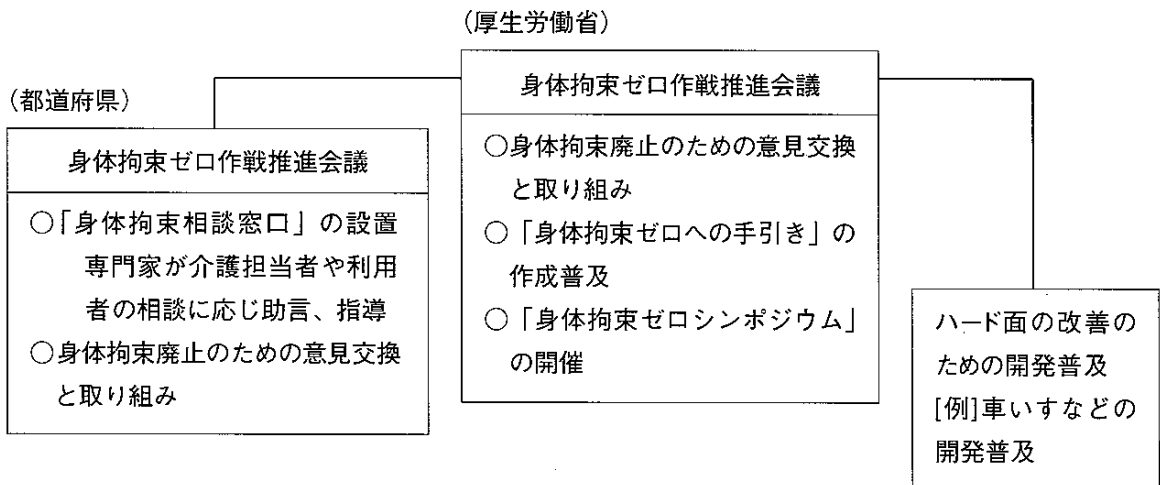 (厚生労働省)
身体拘束ゼロ作戦推進会議
○身体拘束廃止のための意見交換
と取り組み
○「身体拘束ゼロへの手引き」の
作成普及
○「身体拘束ゼロシンポジウム」
の開催
(都道府県)
身体拘束ゼロ作戦推進会議
○「身体拘束相談窓口」の設置
専門家が介護担当者や利用
者の相談に応じ助言、指導
○身体拘束廃止のための意見交換
と取り組み
ハード面の改善の
ための開発普及
[例]車いすなどの
開発普及